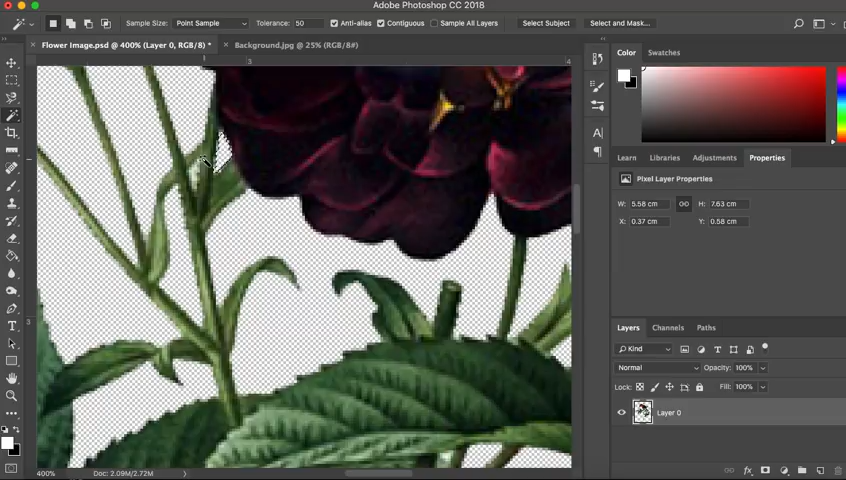 Adobe Photoshop CC 2018
Sample Size: Point Sample Tolerance: 50 Anti-alias Contiguous Sample All Layers Select Subject Select and Mask...
Flower Image.psd @ 400% (Layer 0, RGB/8) *
Background.jpg @ 25% (RGB/8#)
3
4
3
Color Swatches
Learn Libraries Adjustments Properties
Pixel Layer Properties
W: 5.58 cm H: 7.63 cm
X: 0.37 cm Y: 0.58 cm
Layers Channels Paths
Kind
Normal Opacity: 100%
Lock: Fill: 100%
Layer 0
400% Doc: 2.09M/2.72M